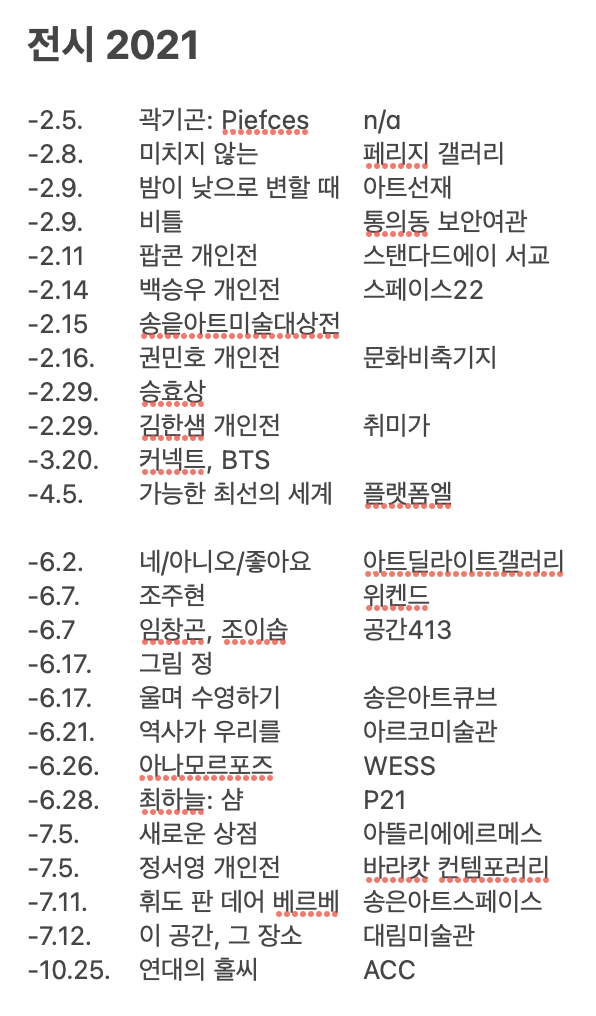 전시 2021
-2.5. 곽기곤: Piefces n/a
-2.8. 미치지 않는 페리지 갤러리
-2.9. 밤이 낮으로 변할 때 아트선재
-2.9. 비틀 통의동 보안여관
-2.11 팝콘 개인전 스탠다드에이 서교
-2.14 백승우 개인전 스페이스22
-2.15 송읕아트미술대상전
-2.16. 권민호 개인전 문화비축기지
-2.29. 승효상
-2.29. 김한샘 개인전 취미가
-3.20. 커넥트, BTS
-4.5. 가능한 최선의 세계 플랫폼엘
-6.2. 네/아니오/좋아요 아트딜라이트갤러리
-6.7. 조주현 위켄드
-6.7 임창곤, 조이솝 공간413
-6.17. 그림 정
-6.17. 울며 수영하기 송은아트큐브
-6.21. 역사가 우리를 아르코미술관
-6.26. 아나모르포즈 WESS
-6.28. 최하늘: 샴 P21
-7.5. 새로운 상점 아뜰리에에르메스
-7.5. 정서영 개인전 바라캇 컨템포러리
-7.11. 휘도 판 데어 베르베 송은아트스페이스
-7.12. 이 공간, 그 장소 대림미술관
-10.25. 연대의 홀씨 ACC